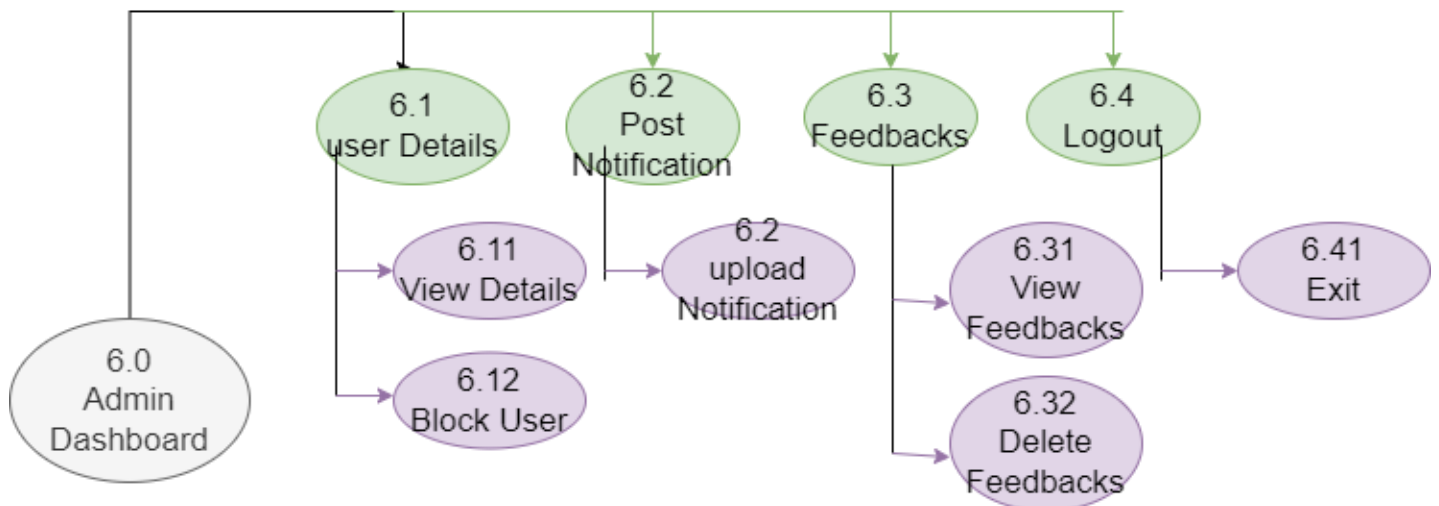 6.1
user Details
6.2
Post
Notification
6.3
Feedbacks
6.4
Logout
6.11
View Details
6.2
upload
Notification
6.31
View
Feedbacks
6.41
Exit
6.0
Admin
Dashboard
6.12
Block User
6.32
Delete
Feedbacks